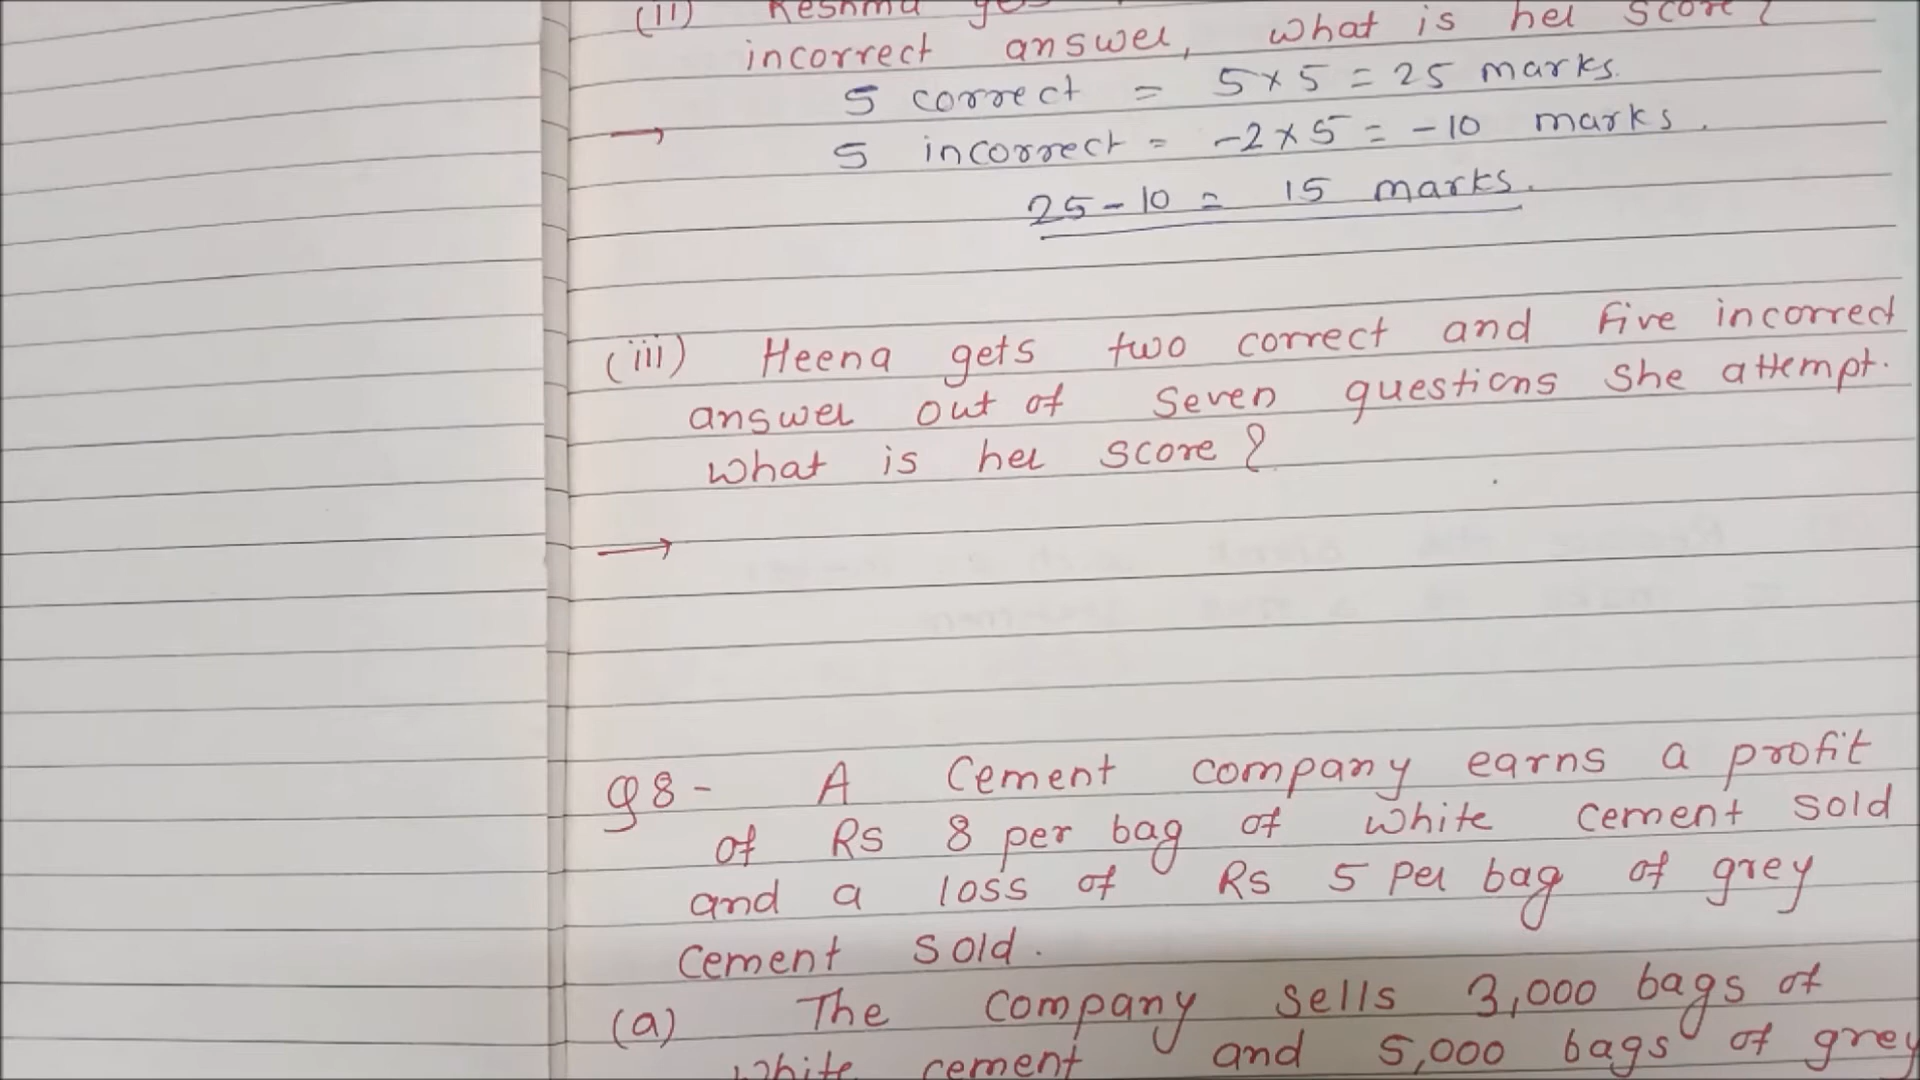 (ii) Reshma
incorrect answer, what is her score?
5 correct = 5×5 = 25 marks.
→ 5 incorrect = -2×5 = -10 marks.
25-10 = 15 marks.
(iii) Heena gets two correct and Five incorrect
answer out of seven questions she attempt.
what is her score?
→
Q8- A Cement company earns a profit
of Rs 8 per bag of white cement sold
and a loss of Rs 5 per bag of grey
cement sold.
(a) The company sells 3,000 bags of
white cement and 5,000 bags of grey